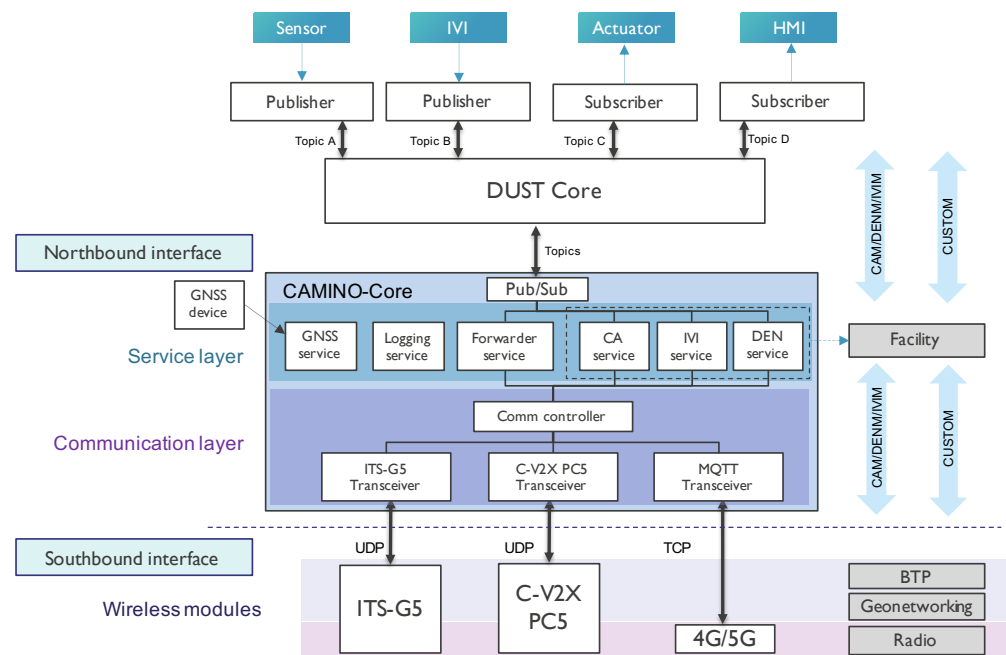 Sensor
IVI
Actuator
HMI
Publisher
Publisher
Subscriber
Subscriber
Topic A
Topic B
Topic C
Topic D
DUST Core
CAM/DENM/IVIM
CUSTOM
Northbound interface
Topics
CAMINO-Core
Pub/Sub
GNSS
device
GNSS
service
Logging
service
Forwarder
service
CA
service
IVI
service
DEN
service
Facility
Service layer
Comm controller
Communication layer
ITS-G5
Transceiver
C-V2X PC5
Transceiver
MQTT
Transceiver
CAM/DENM/IVIM
CUSTOM
Southbound interface
UDP
UDP
TCP
Wireless modules
ITS-G5
C-V2X
PC5
4G/5G
BTP
Geonetworking
Radio